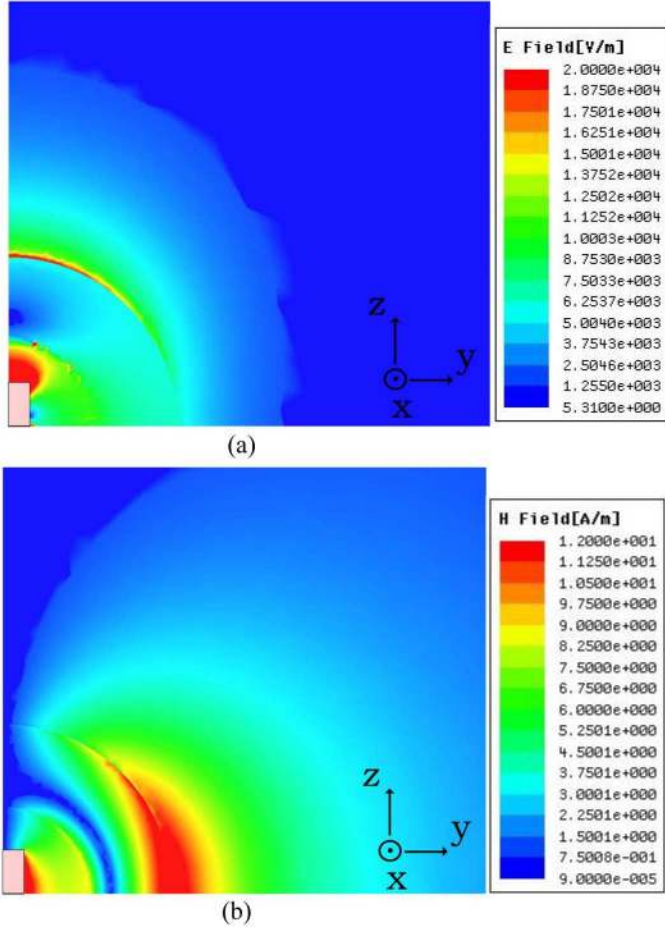 E Field[V/m]
2.0000e+004
1.8750e+004
1.7501e+004
1.6251e+004
1.5001e+004
1.3752e+004
1.2502e+004
1.1252e+004
1.0003e+004
8.7530e+003
7.5033e+003
6.2537e+003
5.0040e+003
3.7543e+003
2.5046e+003
1.2550e+003
5.3100e+000
z
y
x
(a)
H Field[A/m]
1.2000e+001
1.1250e+001
1.0501e+001
9.7500e+000
9.0000e+000
8.2500e+000
7.5000e+000
6.7500e+000
6.0000e+000
5.2501e+000
4.5001e+000
3.7501e+000
3.0001e+000
1.5001e+000
7.5008e-001
9.0000e-005
z
y
x
(b)